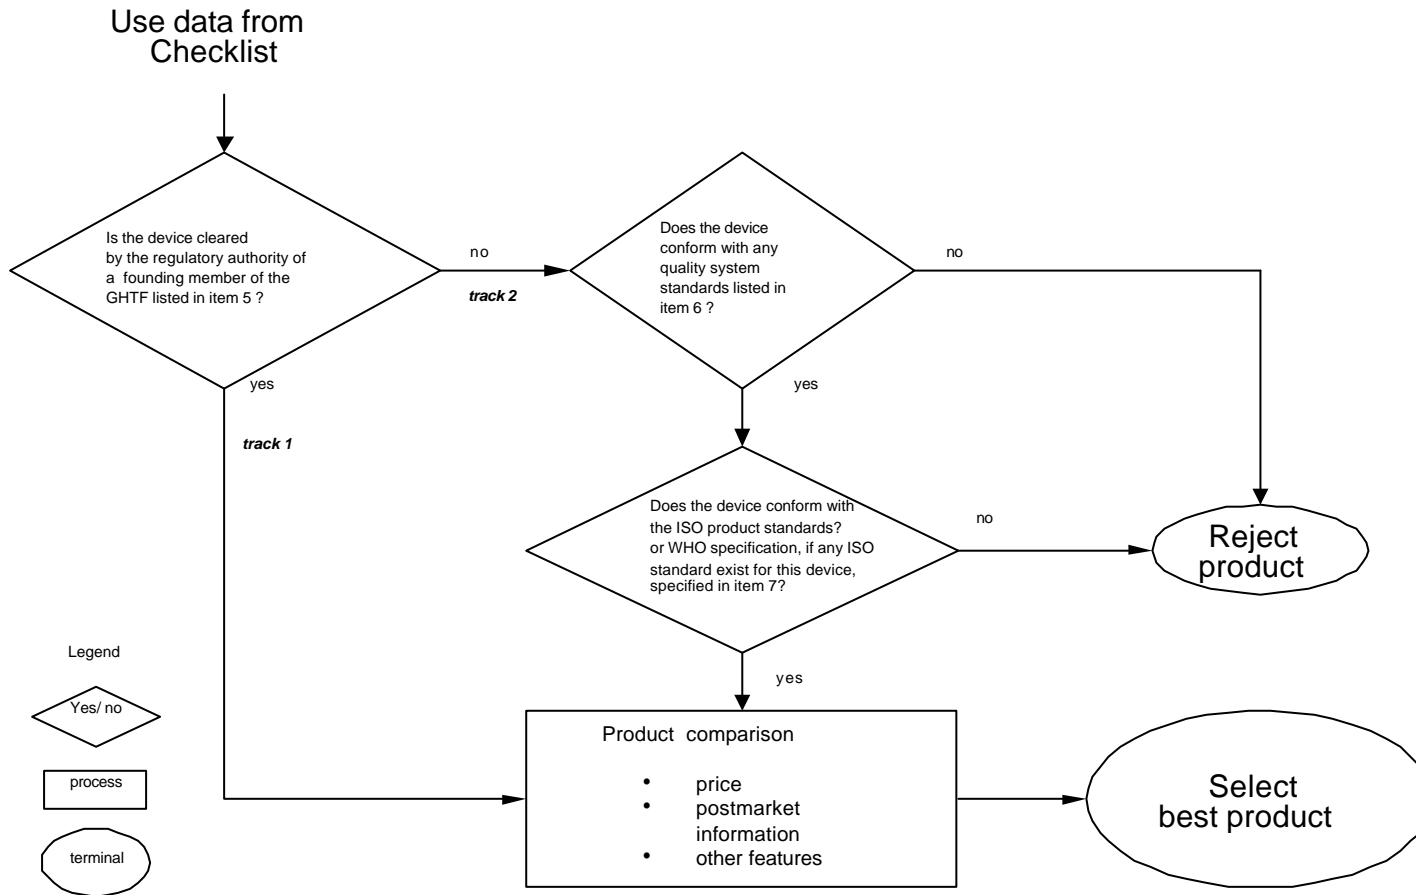 Use data from
Checklist
Is the device cleared
by the regulatory authority of
a founding member of the
GHTF listed in item 5 ?
no
track 2
Does the device
conform with any
quality system
standards listed in
item 6 ?
no
yes
track 1
yes
Does the device conform with
the ISO product standards?
or WHO specification, if any ISO
standard exist for this device,
specified in item 7?
no
Reject
product
yes
Legend
Yes/ no
process
terminal
Product comparison
• price
• postmarket
information
• other features
Select
best product